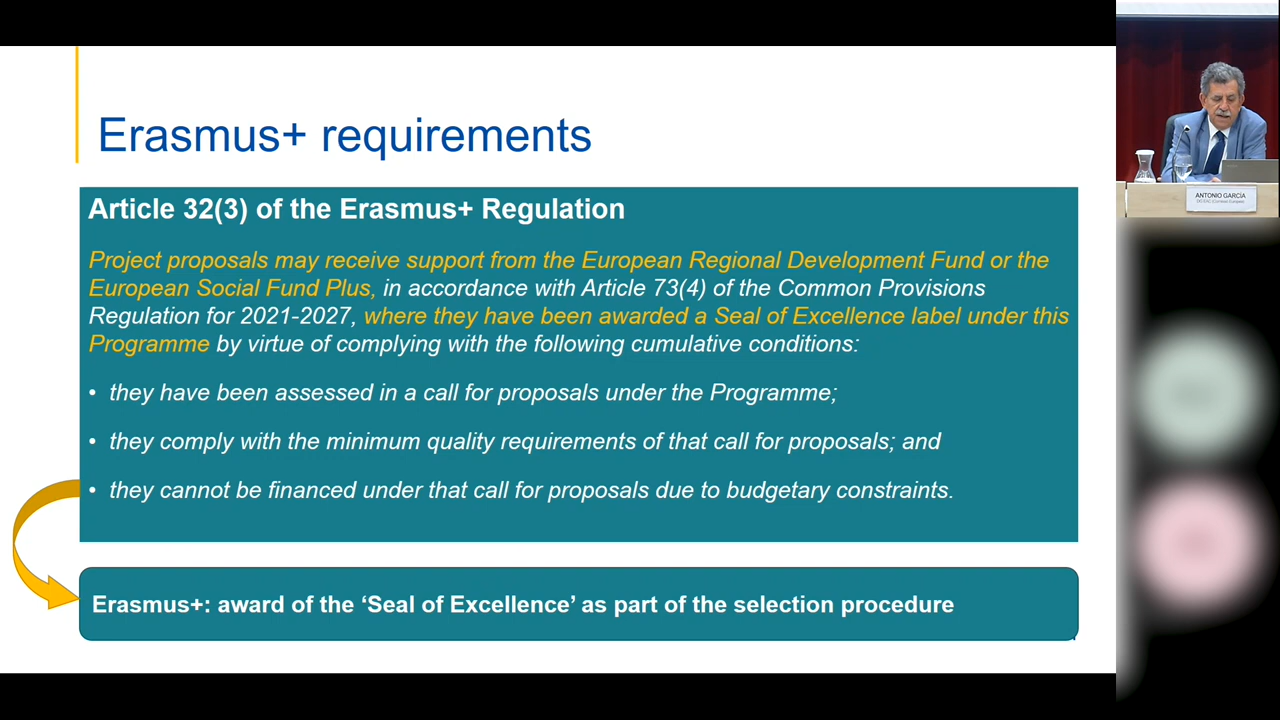 Erasmus+ requirements
Article 32(3) of the Erasmus+ Regulation
Project proposals may receive support from the European Regional Development Fund or the
European Social Fund Plus, in accordance with Article 73(4) of the Common Provisions
Regulation for 2021-2027, where they have been awarded a Seal of Excellence label under this
Programme by virtue of complying with the following cumulative conditions:
• they have been assessed in a call for proposals under the Programme;
• they comply with the minimum quality requirements of that call for proposals; and
• they cannot be financed under that call for proposals due to budgetary constraints.
Erasmus+: award of the ‘Seal of Excellence’ as part of the selection procedure
ANTONIO GARCÍA